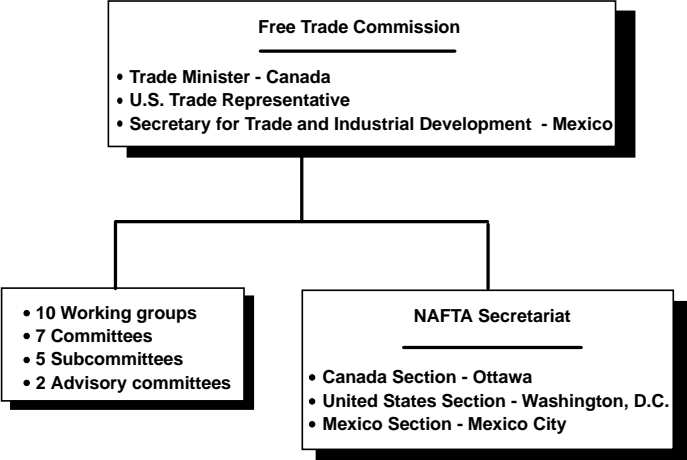 Free Trade Commission
• Trade Minister - Canada
• U.S. Trade Representative
• Secretary for Trade and Industrial Development - Mexico
• 10 Working groups
• 7 Committees
• 5 Subcommittees
• 2 Advisory committees
NAFTA Secretariat
• Canada Section - Ottawa
• United States Section - Washington, D.C.
• Mexico Section - Mexico City